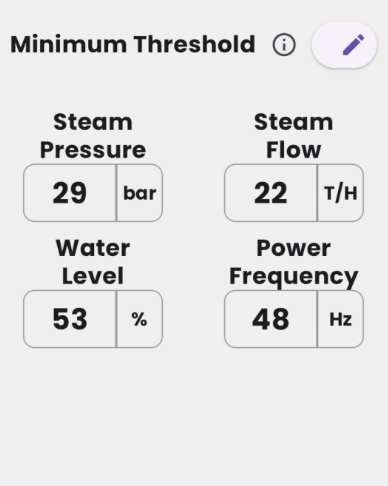 Minimum Threshold
Steam
Pressure
29 bar
Steam
Flow
22 T/H
Water
Level
53 %
Power
Frequency
48 Hz